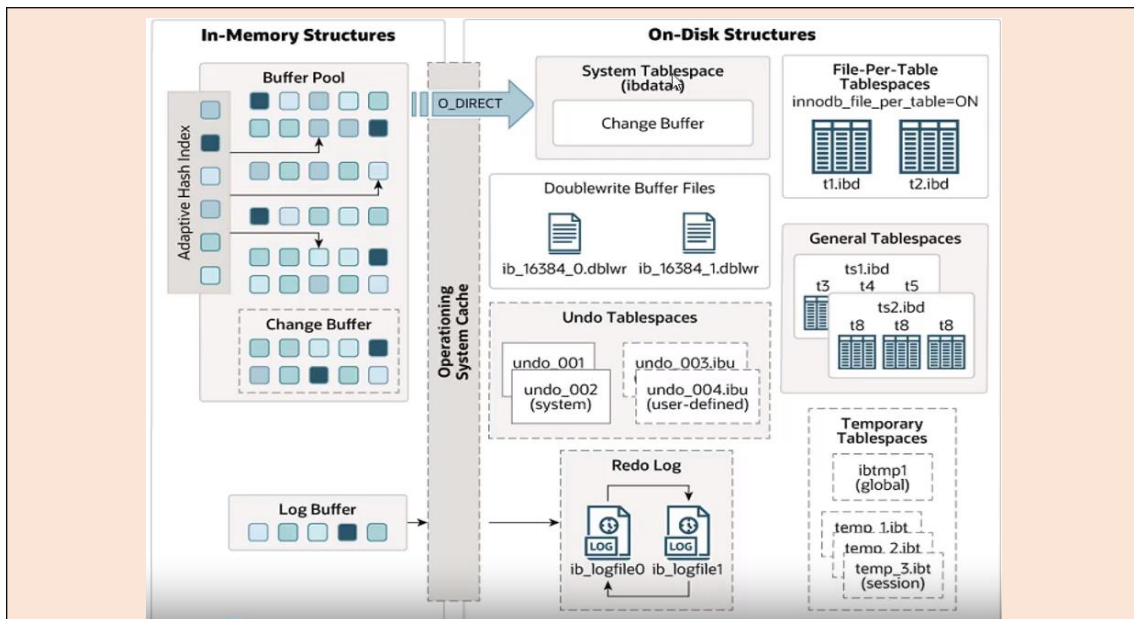 In-Memory Structures
Buffer Pool
Adaptive Hash Index
Change Buffer
Log Buffer
Operationing
System Cache
O_DIRECT
On-Disk Structures
System Tablespace
(ibdata1)
Change Buffer
Doublewrite Buffer Files
ib_16384_0.dblwr
ib_16384_1.dblwr
Undo Tablespaces
undo_001
undo_002
(system)
undo_003.ibu
undo_004.ibu
(user-defined)
Redo Log
LOG
LOG
ib_logfile0
ib_logfile1
File-Per-Table
Tablespaces
innodb_file_per_table=ON
t1.ibd
t2.ibd
General Tablespaces
ts1.ibd
t3 t4 t5
ts2.ibd
t8 t8 t8
Temporary
Tablespaces
ibtmp1
(global)
temp_1.ibt
temp_2.ibt
temp_3.ibt
(session)